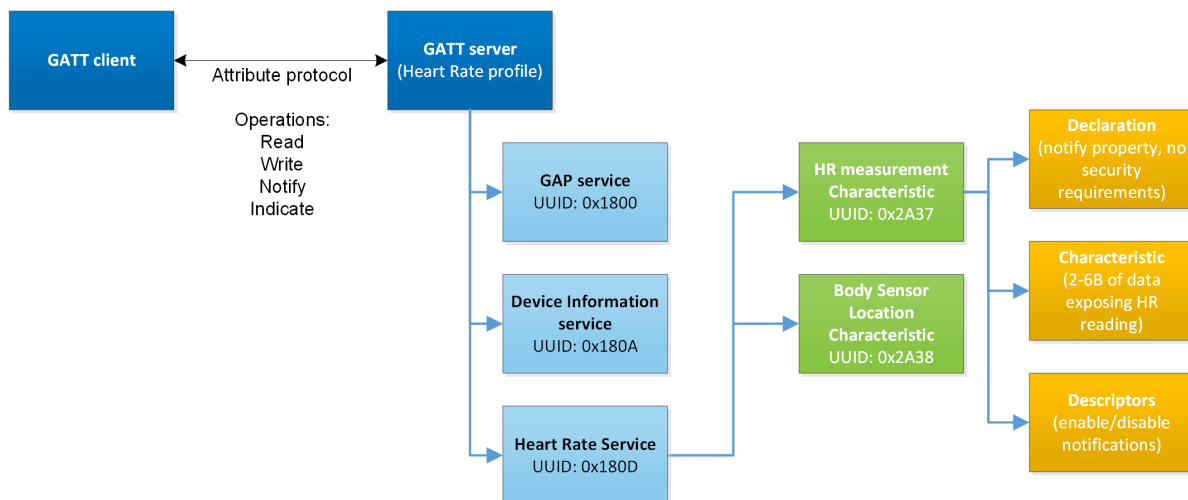 GATT client
Attribute protocol
Operations:
Read
Write
Notify
Indicate
GATT server
(Heart Rate profile)
GAP service
UUID: 0x1800
Device Information
service
UUID: 0x180A
Heart Rate Service
UUID: 0x180D
HR measurement
Characteristic
UUID: 0x2A37
Body Sensor
Location
Characteristic
UUID: 0x2A38
Declaration
(notify property, no
security
requirements)
Characteristic
(2-6B of data
exposing HR
reading)
Descriptors
(enable/disable
notifications)